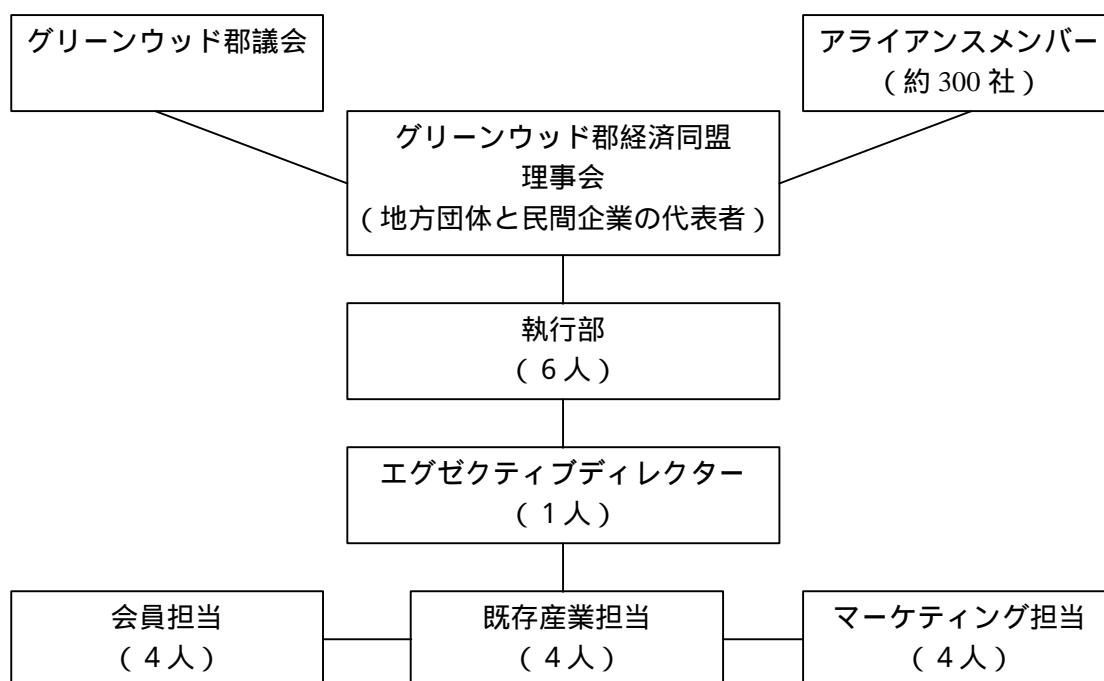 グリーンウッド郡議会
アライアンスメンバー
（約 300 社）
グリーンウッド郡経済同盟
理事会
（地方団体と民間企業の代表者）
執行部
（６人）
エグゼクティブディレクター
（１人）
会員担当
（４人）
既存産業担当
（４人）
マーケティング担当
（４人）